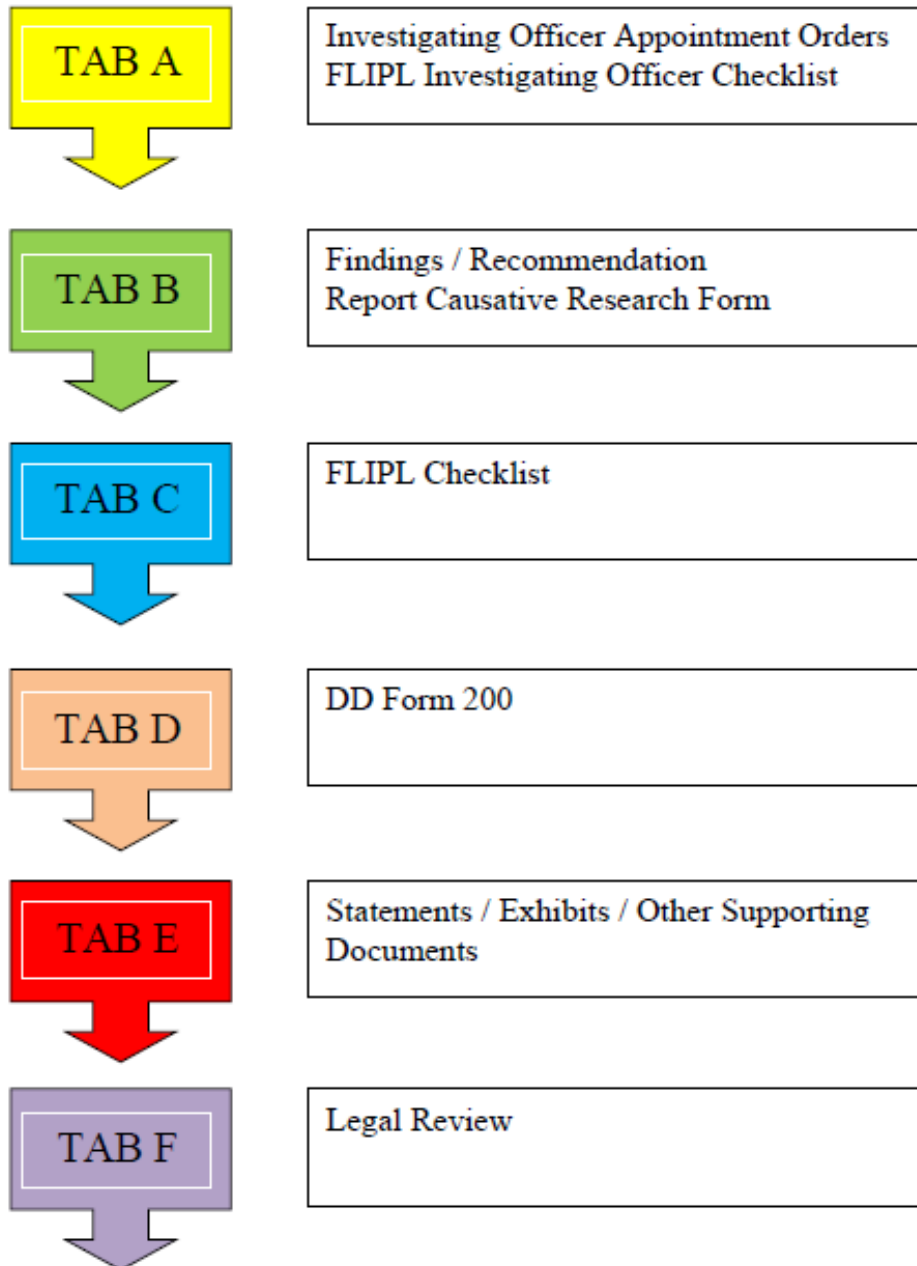 TAB A
Investigating Officer Appointment Orders
FLIPL Investigating Officer Checklist
TAB B
Findings / Recommendation
Report Causative Research Form
TAB C
FLIPL Checklist
TAB D
DD Form 200
TAB E
Statements / Exhibits / Other Supporting
Documents
TAB F
Legal Review